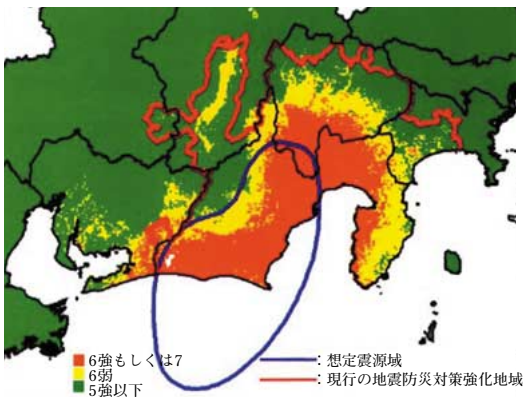 6強もしくは7
6弱
5強以下
：想定震源域
：現行の地震防災対策強化地域